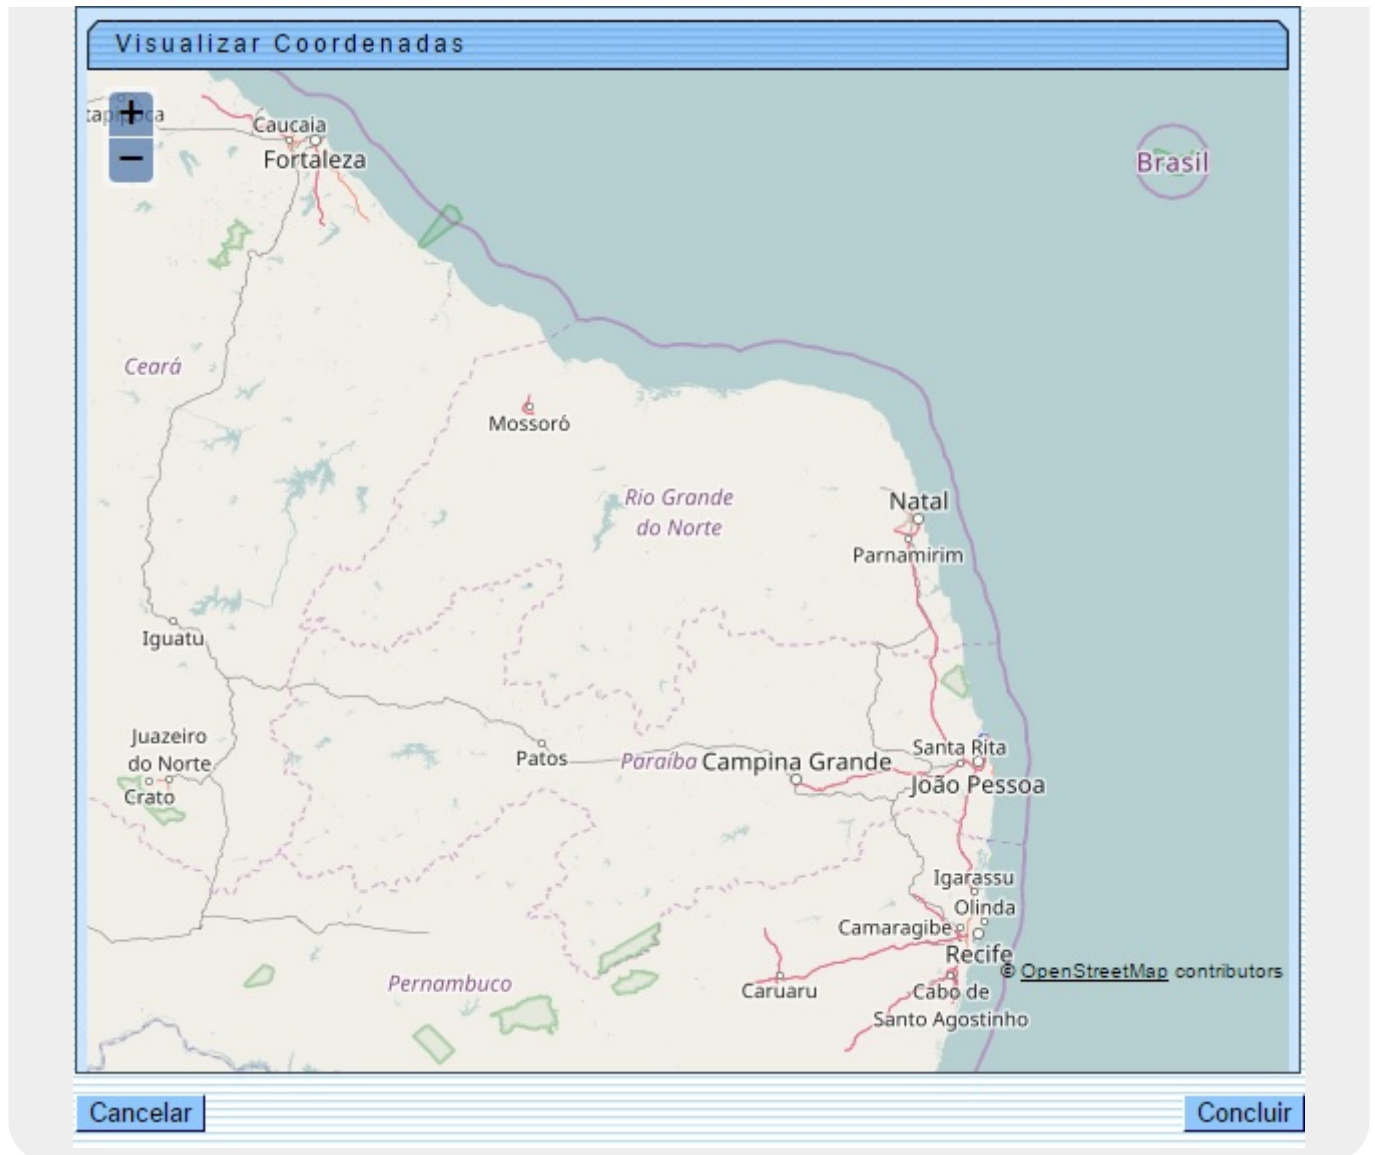 Visualizar Coordenadas
+
−
Caucaia
Fortaleza
Brasil
Ceará
Mossoró
Rio Grande
do Norte
Natal
Parnamirim
Iguatu
Juazeiro
do Norte
Crato
Patos
Paraíba
Campina Grande
Santa Rita
João Pessoa
Igarassu
Olinda
Camaragibe
Recife
© OpenStreetMap contributors
Pernambuco
Caruaru
Cabo de
Santo Agostinho
Cancelar
Concluir